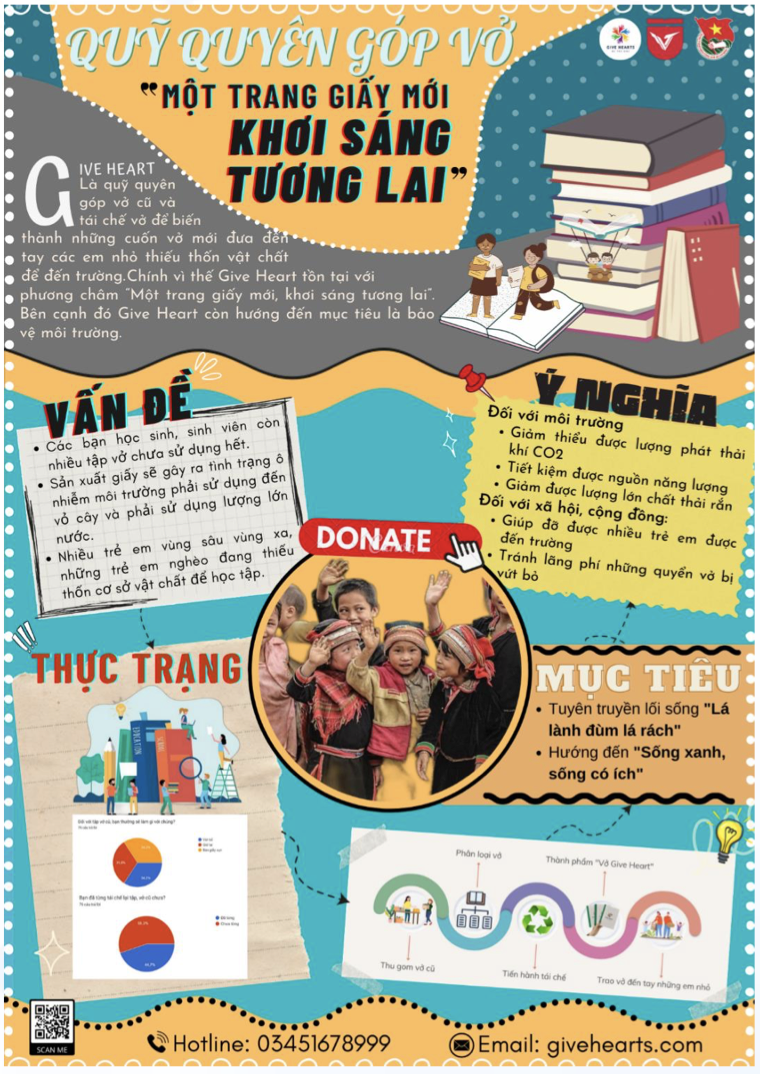 QUỸ QUYÊN GÓP VỞ
"MỘT TRANG GIẤY MỚI
KHƠI SÁNG
TƯƠNG LAI"
GIVE HEARTS
GIVE HEART
Là quỹ quyên
góp vở cũ và
tái chế vở để biến
thành những cuốn vở mới đưa đến
tay các em nhỏ thiếu thốn vật chất
để đến trường.Chính vì thế Give Heart tồn tại với
phương châm "Một trang giấy mới, khơi sáng tương lai".
Bên cạnh đó Give Heart còn hướng đến mục tiêu là bảo
vệ môi trường.
VẤN ĐỀ
• Các bạn học sinh, sinh viên còn
nhiều tập vở chưa sử dụng hết.
• Sản xuất giấy sẽ gây ra tình trạng ô
nhiễm môi trường phải sử dụng đến
vỏ cây và phải sử dụng lượng lớn
nước.
• Nhiều trẻ em vùng sâu vùng xa,
những trẻ em nghèo đang thiếu
thốn cơ sở vật chất để học tập.
Ý NGHĨA
Đối với môi trường
• Giảm thiểu được lượng phát thải
khí CO2
• Tiết kiệm được nguồn năng lượng
• Giảm được lượng lớn chất thải rắn
Đối với xã hội, cộng đồng:
• Giúp đỡ được nhiều trẻ em được
đến trường
• Tránh lãng phí những quyển vở bị
vứt bỏ
DONATE
THỰC TRẠNG
Bạn đã từng tái chế lại tập, vở cũ chưa?
MỤC TIÊU
• Tuyên truyền lối sống "Lá
lành đùm lá rách"
• Hướng đến "Sống xanh,
sống có ích"
Phân loại vở
Thành phẩm "Vở Give Heart"
Thu gom vở cũ
Tiến hành tái chế
Trao vở đến tay những em nhỏ
SCAN ME
Hotline: 03451678999
Email: givehearts.com